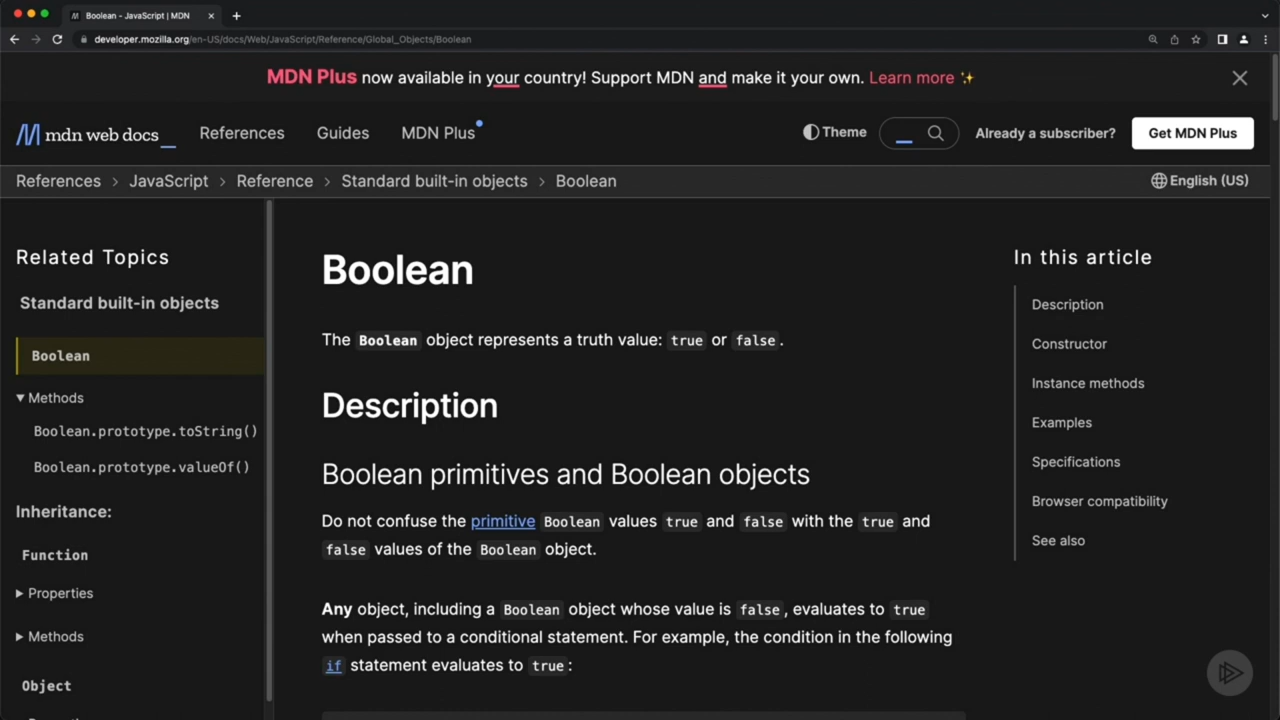 Boolean - JavaScript | MDN
developer.mozilla.org/en-US/docs/Web/JavaScript/Reference/Global_Objects/Boolean
MDN Plus now available in your country! Support MDN and make it your own. Learn more ✨
mdn web docs_
References Guides MDN Plus
Theme
Already a subscriber?
Get MDN Plus
References > JavaScript > Reference > Standard built-in objects > Boolean
English (US)
Related Topics
Standard built-in objects
Boolean
Methods
Boolean.prototype.toString()
Boolean.prototype.valueOf()
Inheritance:
Function
Properties
Methods
Object
Boolean
The Boolean object represents a truth value: true or false.
Description
Boolean primitives and Boolean objects
Do not confuse the primitive Boolean values true and false with the true and
false values of the Boolean object.
Any object, including a Boolean object whose value is false, evaluates to true
when passed to a conditional statement. For example, the condition in the following
if statement evaluates to true:
In this article
Description
Constructor
Instance methods
Examples
Specifications
Browser compatibility
See also